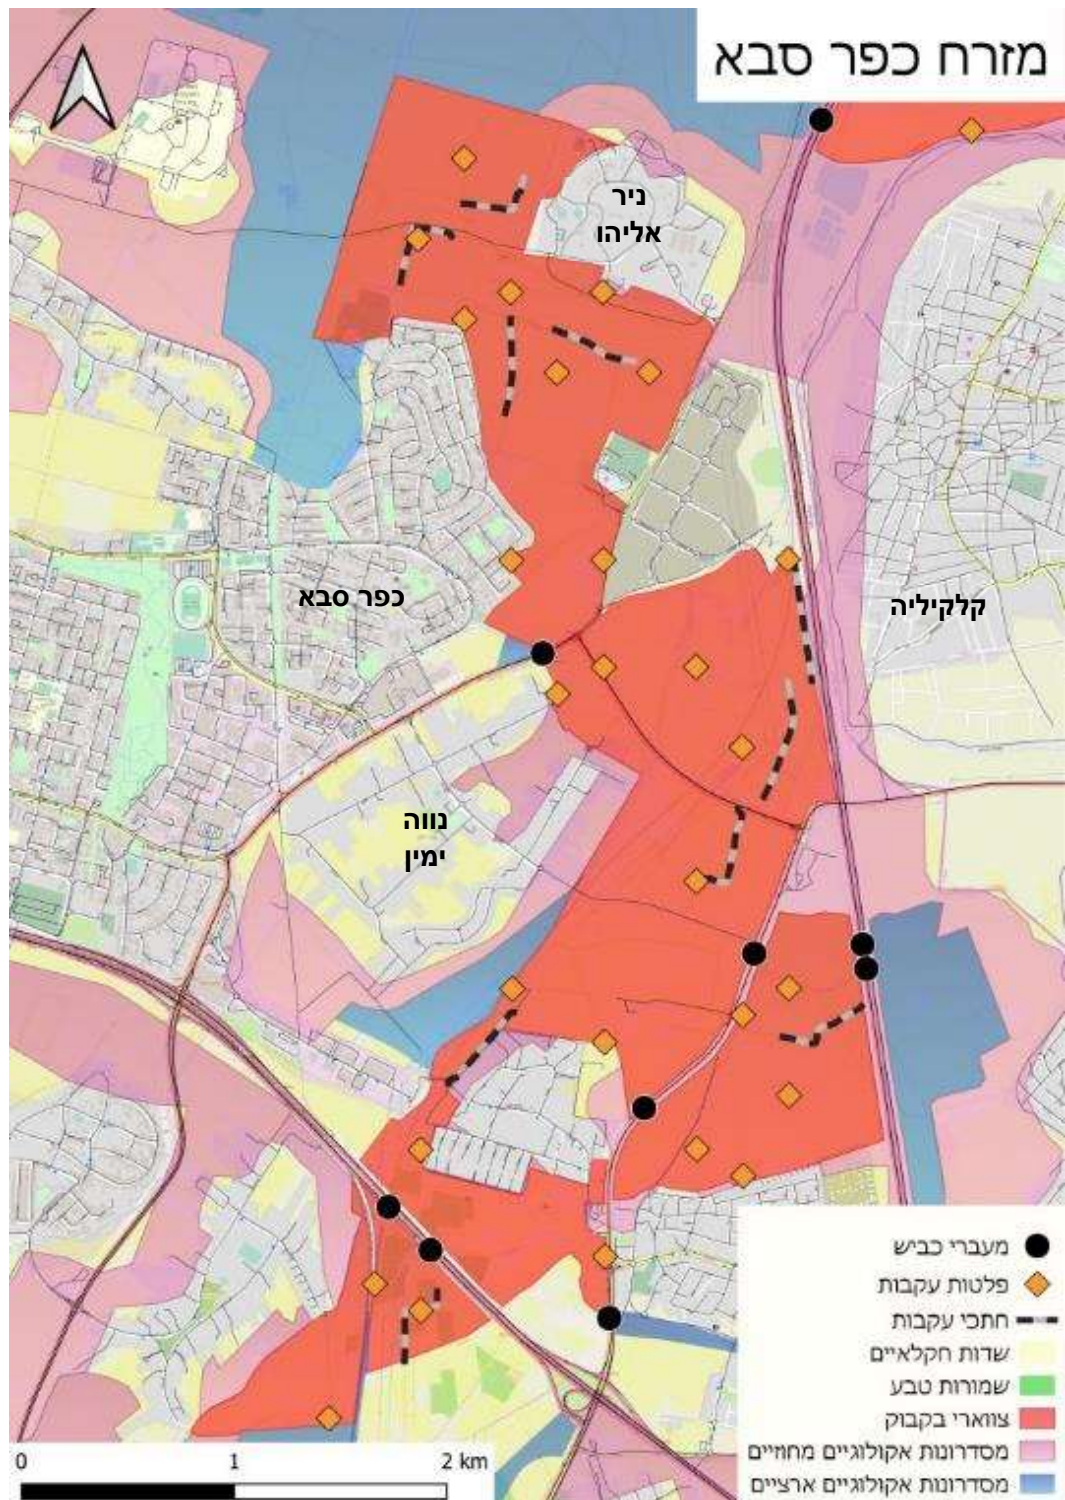 מזרח כפר סבא
ניר
אליהו
כפר סבא
קלקיליה
נווה
ימין
מעברי כביש
פלטות עקבות
חתכי עקבות
שדות חקלאיים
שמורות טבע
צווארי בקבוק
מסדרונות אקולוגיים מחוזיים
מסדרונות אקולוגיים ארציים
0 1 2 km